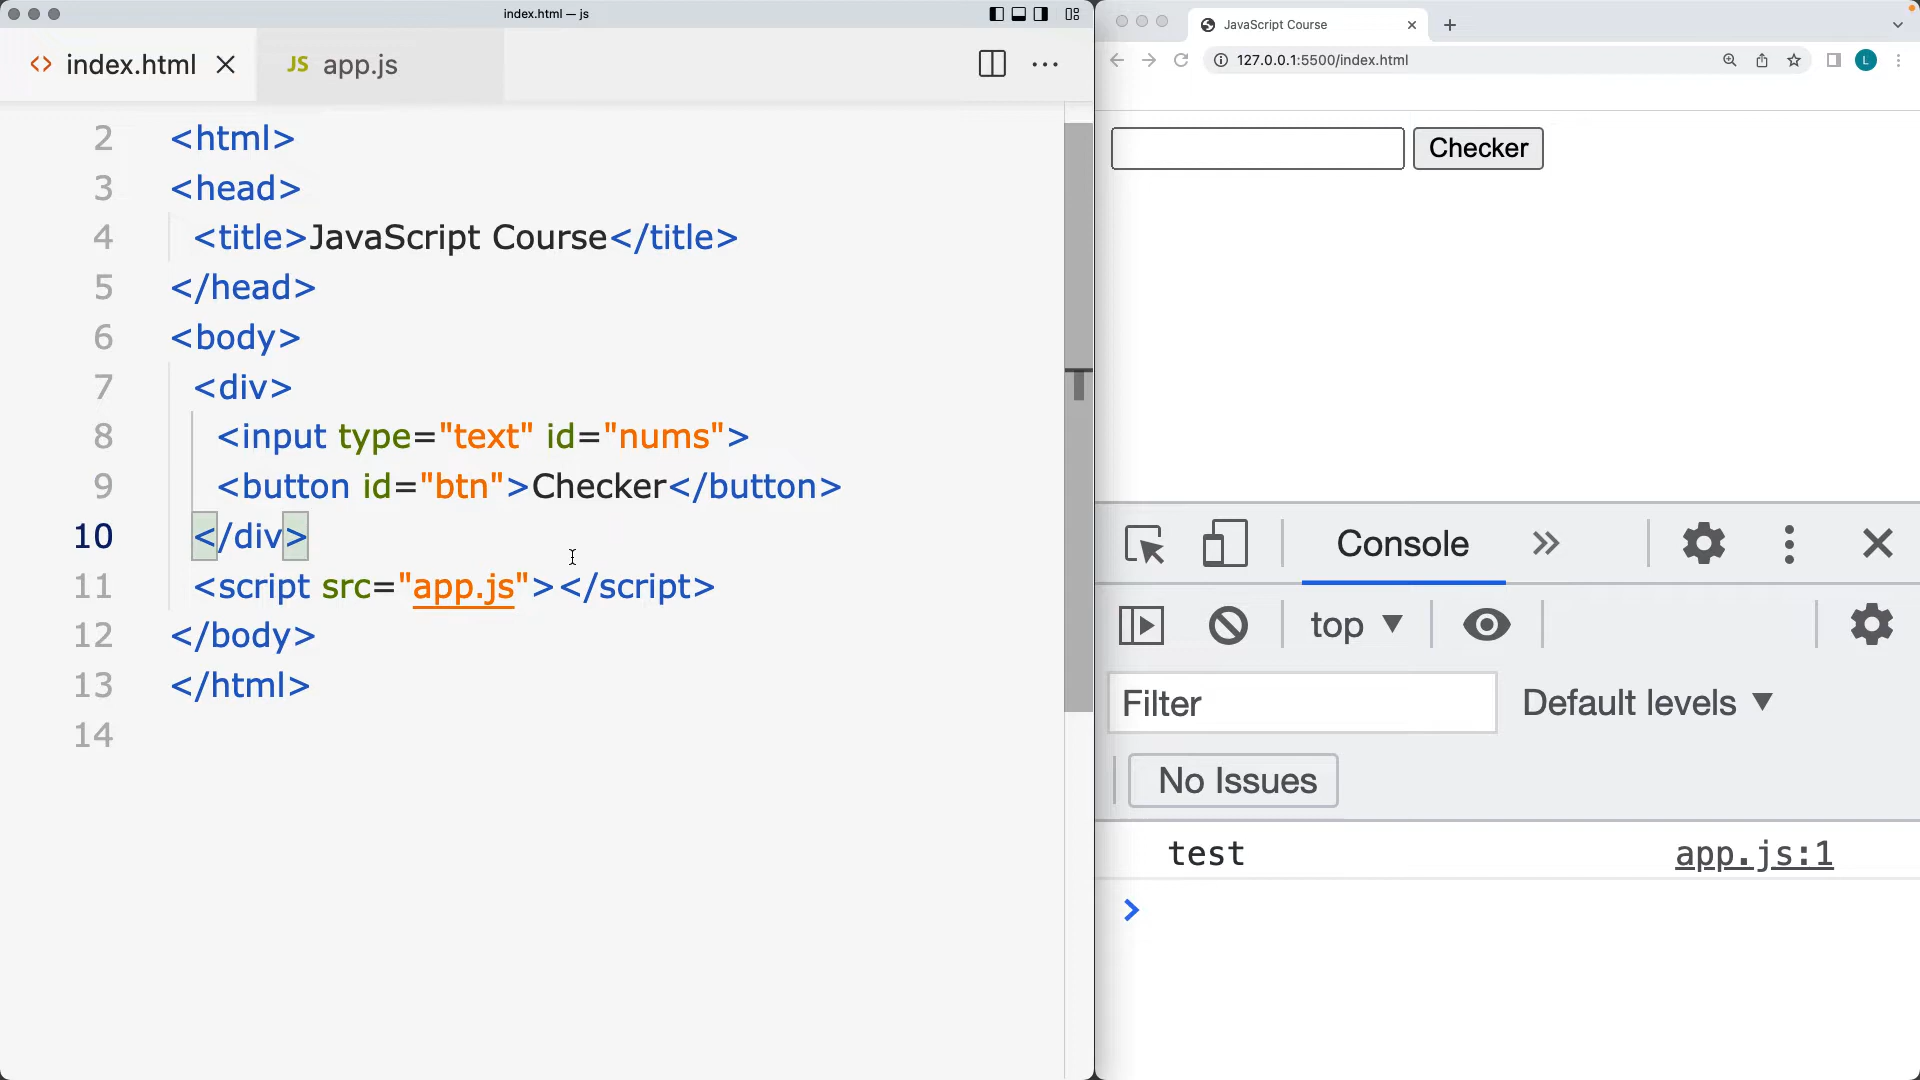 index.html — js
index.html
JS app.js
2 <html>
3 <head>
4 <title>JavaScript Course</title>
5 </head>
6 <body>
7 <div>
8 <input type="text" id="nums">
9 <button id="btn">Checker</button>
10 </div>
11 <script src="app.js"></script>
12 </body>
13 </html>
14
JavaScript Course
127.0.0.1:5500/index.html
L
Checker
Console
top
Filter
Default levels
No Issues
test app.js:1